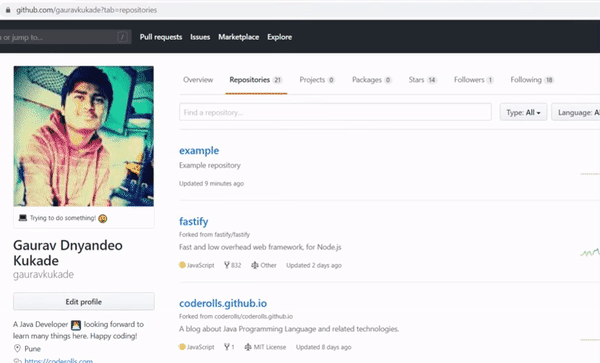 github.com/gauravkukade?tab=repositories
or jump to...
/
Pull requests Issues Marketplace Explore
Overview Repositories 21 Projects 0 Packages 0 Stars 14 Followers 1 Following 18
Find a repository...
Type: All
Language: Al
example
Example repository
Updated 9 minutes ago
Trying to do something!
fastify
Forked from fastify/fastify
Fast and low overhead web framework, for Node.js
JavaScript 832 Other Updated 2 days ago
Gaurav Dnyandeo
Kukade
gauravkukade
Edit profile
coderolls.github.io
Forked from coderolls/coderolls.github.io
A blog about Java Programming Language and related technologies.
JavaScript 1 MIT License Updated 8 days ago
A Java Developer looking forward to
learn many things here. Happy coding!
Pune
https://coderolls.com